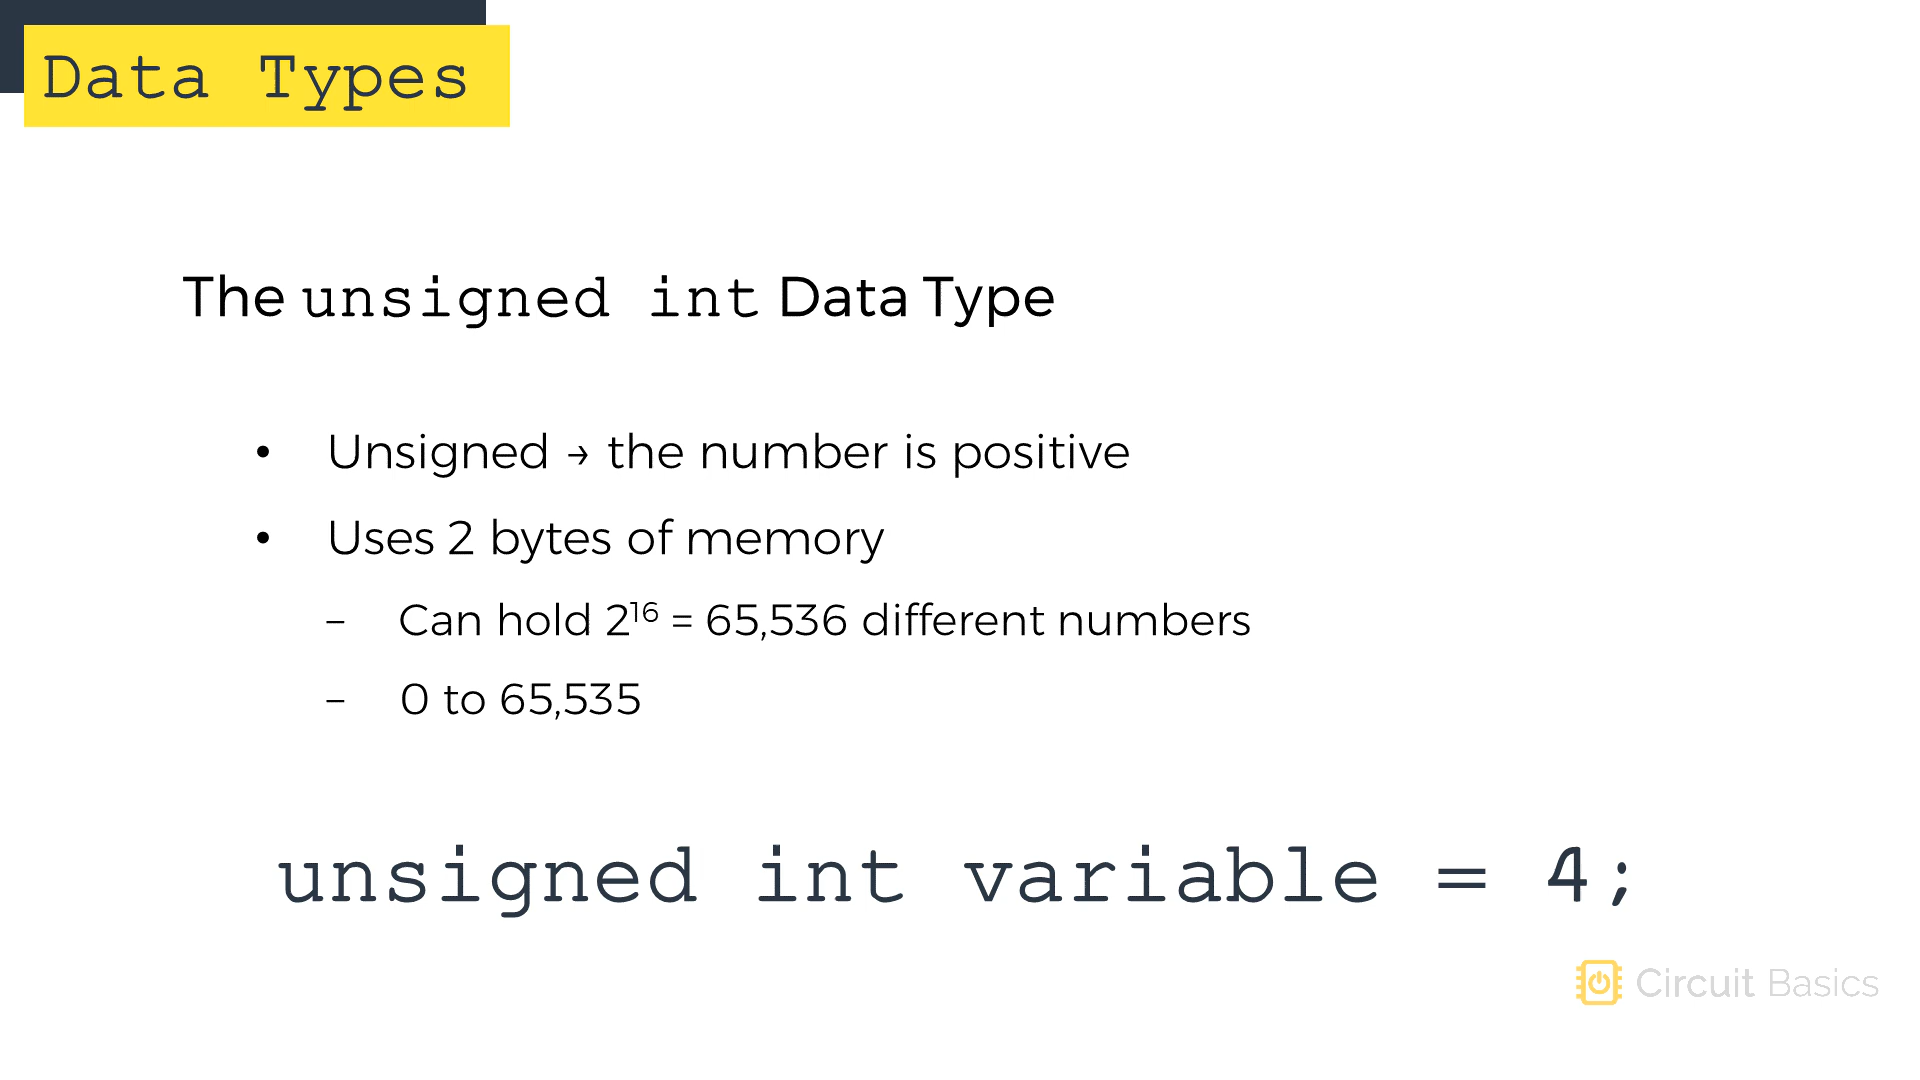 Data Types
The unsigned int Data Type
• Unsigned → the number is positive
• Uses 2 bytes of memory
– Can hold 2¹⁶ = 65,536 different numbers
– 0 to 65,535
unsigned int variable = 4;
Circuit Basics